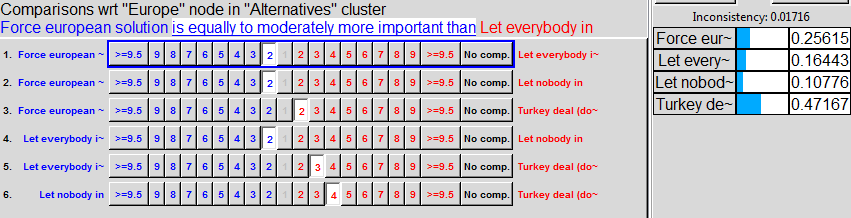 Comparisons wrt "Europe" node in "Alternatives" cluster
Force european solution is equally to moderately more important than Let everybody in
1. Force european ~ >=9.5 9 8 7 6 5 4 3 2 1 2 3 4 5 6 7 8 9 >=9.5 No comp. Let everybody i~
2. Force european ~ >=9.5 9 8 7 6 5 4 3 2 1 2 3 4 5 6 7 8 9 >=9.5 No comp. Let nobody in
3. Force european ~ >=9.5 9 8 7 6 5 4 3 2 1 2 3 4 5 6 7 8 9 >=9.5 No comp. Turkey deal (do~
4. Let everybody i~ >=9.5 9 8 7 6 5 4 3 2 1 2 3 4 5 6 7 8 9 >=9.5 No comp. Let nobody in
5. Let everybody i~ >=9.5 9 8 7 6 5 4 3 2 1 2 3 4 5 6 7 8 9 >=9.5 No comp. Turkey deal (do~
6. Let nobody in >=9.5 9 8 7 6 5 4 3 2 1 2 3 4 5 6 7 8 9 >=9.5 No comp. Turkey deal (do~
Inconsistency: 0.01716
Force eur~ 0.25615
Let every~ 0.16443
Let nobod~ 0.10776
Turkey de~ 0.47167